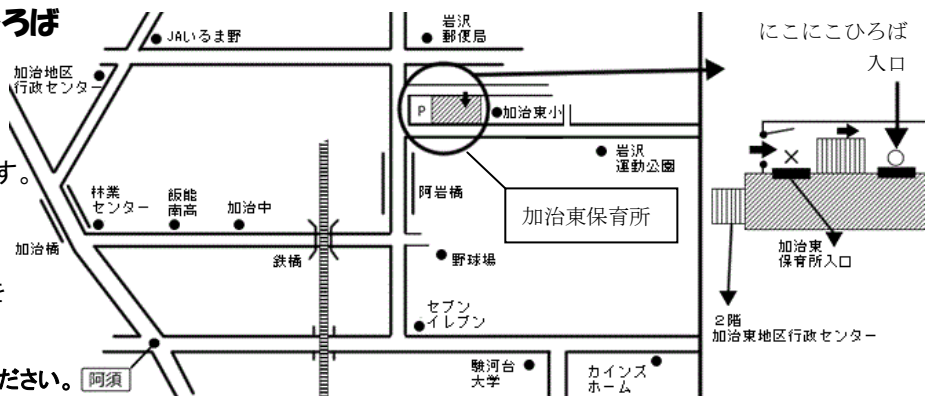 ろば
す。
ださい。
JAいるま野
岩沢
郵便局
加治地区
行政センター
P
加治東小
岩沢
運動公園
林業
センター
飯能
南高
加治中
阿岩橋
加治東保育所
加治橋
鉄橋
野球場
セブン
イレブン
阿須
駿河台
大学
カインズ
ホーム
にこにこひろば
入口
×
○
加治東
保育所入口
2階
加治東地区行政センター